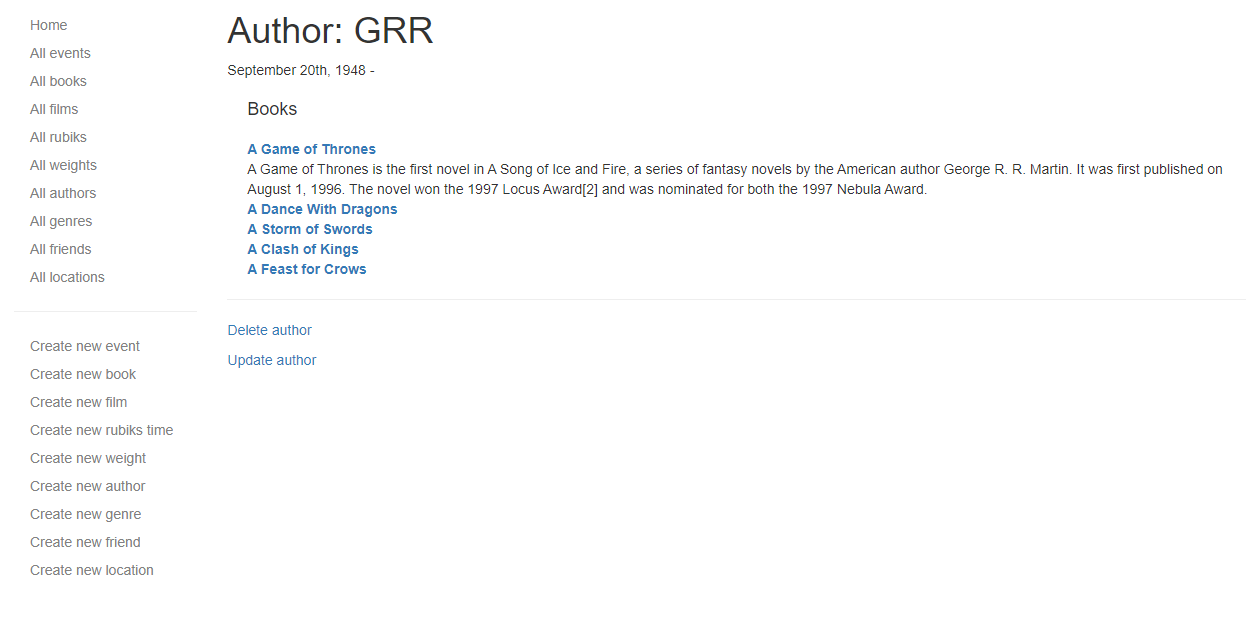 Home
All events
All books
All films
All rubiks
All weights
All authors
All genres
All friends
All locations
Create new event
Create new book
Create new film
Create new rubiks time
Create new weight
Create new author
Create new genre
Create new friend
Create new location
Author: GRR
September 20th, 1948 -
Books
A Game of Thrones
A Game of Thrones is the first novel in A Song of Ice and Fire, a series of fantasy novels by the American author George R. R. Martin. It was first published on
August 1, 1996. The novel won the 1997 Locus Award[2] and was nominated for both the 1997 Nebula Award.
A Dance With Dragons
A Storm of Swords
A Clash of Kings
A Feast for Crows
Delete author
Update author